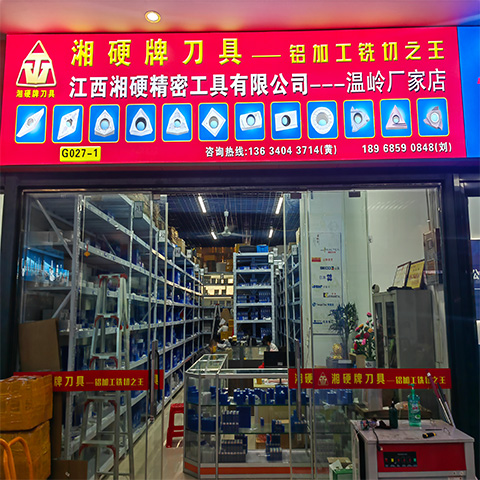 湘硬牌刀具—铝加工铣切之王
湘硬牌刀具
江西湘硬精密工具有限公司---温岭厂家店
G027-1
咨询热线:136 3404 3714(黄) 189 6859 0848(刘)
硬牌刀具—铝加工铣切之王
湘硬牌刀具—铝加工铣切之王